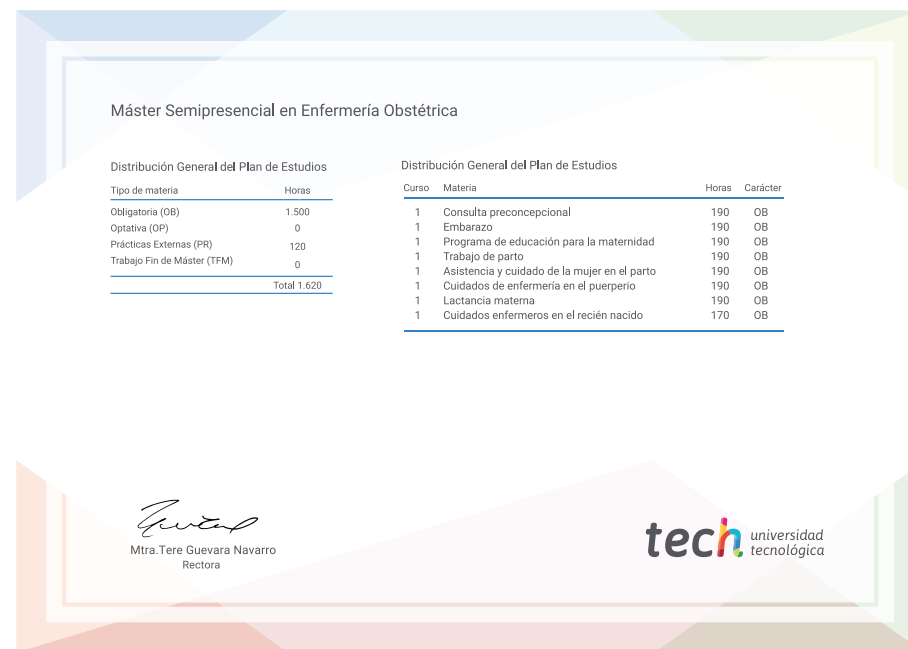 Máster Semipresencial en Enfermería Obstétrica
Distribución General del Plan de Estudios
Tipo de materia Horas
Obligatoria (OB) 1.500
Optativa (OP) 0
Prácticas Externas (PR) 120
Trabajo Fin de Máster (TFM) 0
Total 1.620
Distribución General del Plan de Estudios
Curso Materia Horas Carácter
1 Consulta preconcepcional 190 OB
1 Embarazo 190 OB
1 Programa de educación para la maternidad 190 OB
1 Trabajo de parto 190 OB
1 Asistencia y cuidado de la mujer en el parto 190 OB
1 Cuidados de enfermería en el puerperio 190 OB
1 Lactancia materna 190 OB
1 Cuidados enfermeros en el recién nacido 170 OB
Mtra.Tere Guevara Navarro
Rectora
tech universidad
tecnológica